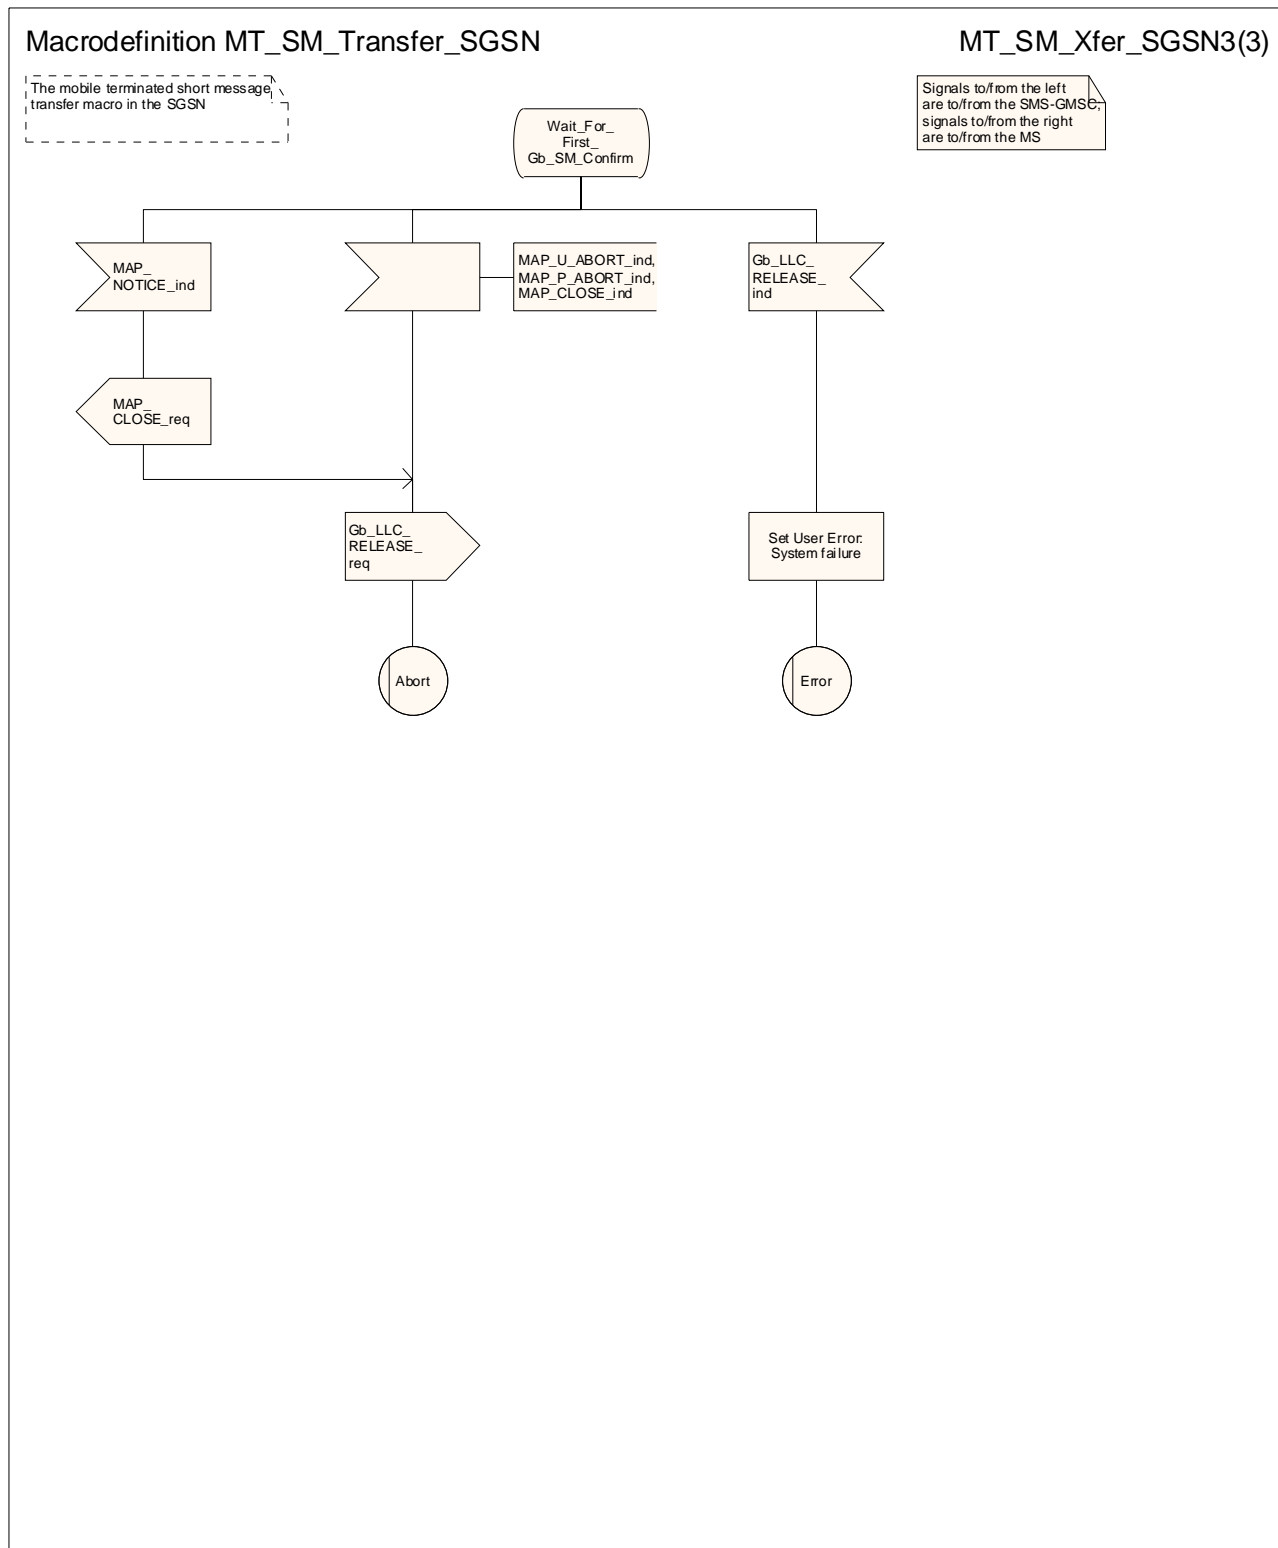 Macrodefinition MT_SM_Transfer_SGSN
MT_SM_Xfer_SGSN3(3)
The mobile terminated short message
transfer macro in the SGSN
Signals to/from the left
are to/from the SMS-GMSC;
signals to/from the right
are to/from the MS
Wait_For_
First_
Gb_SM_Confirm
MAP_
NOTICE_ind
MAP_U_ABORT_ind,
MAP_P_ABORT_ind,
MAP_CLOSE_ind
Gb_LLC_
RELEASE_
ind
MAP_
CLOSE_req
Gb_LLC_
RELEASE_
req
Set User Error:
System failure
Abort
Error